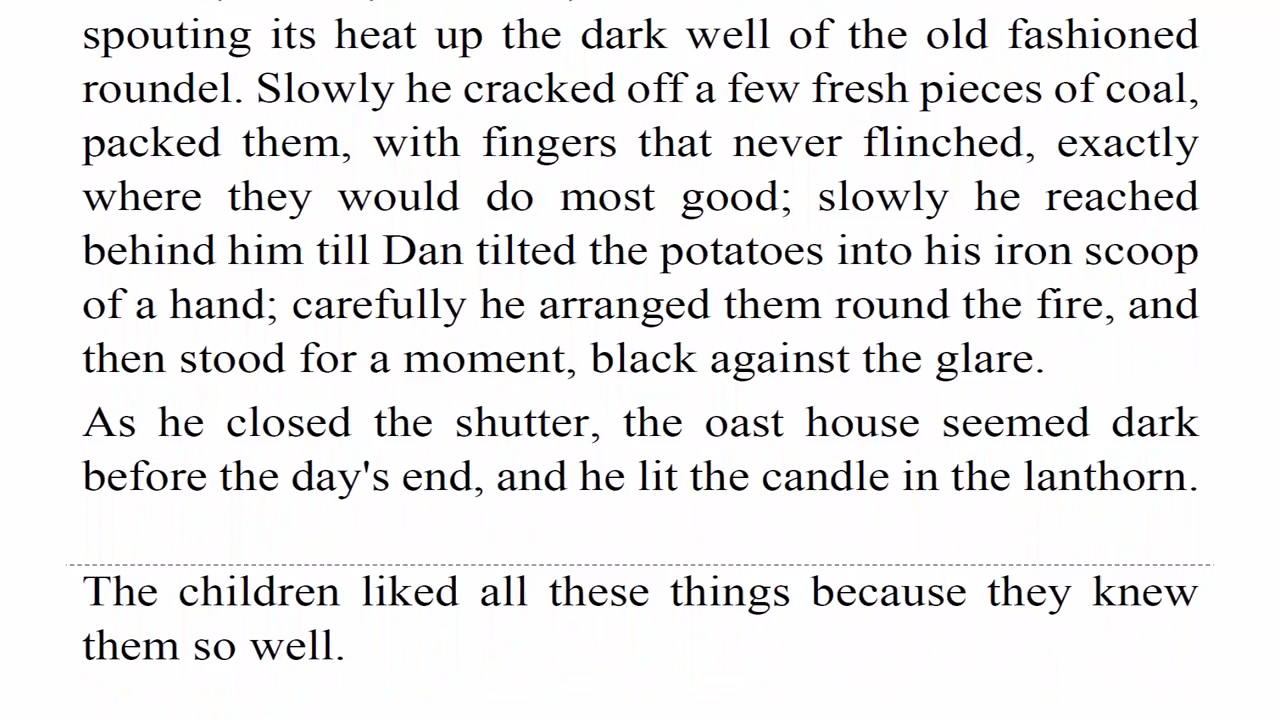 spouting its heat up the dark well of the old fashioned
roundel. Slowly he cracked off a few fresh pieces of coal,
packed them, with fingers that never flinched, exactly
where they would do most good; slowly he reached
behind him till Dan tilted the potatoes into his iron scoop
of a hand; carefully he arranged them round the fire, and
then stood for a moment, black against the glare.
As he closed the shutter, the oast house seemed dark
before the day's end, and he lit the candle in the lanthorn.
The children liked all these things because they knew
them so well.